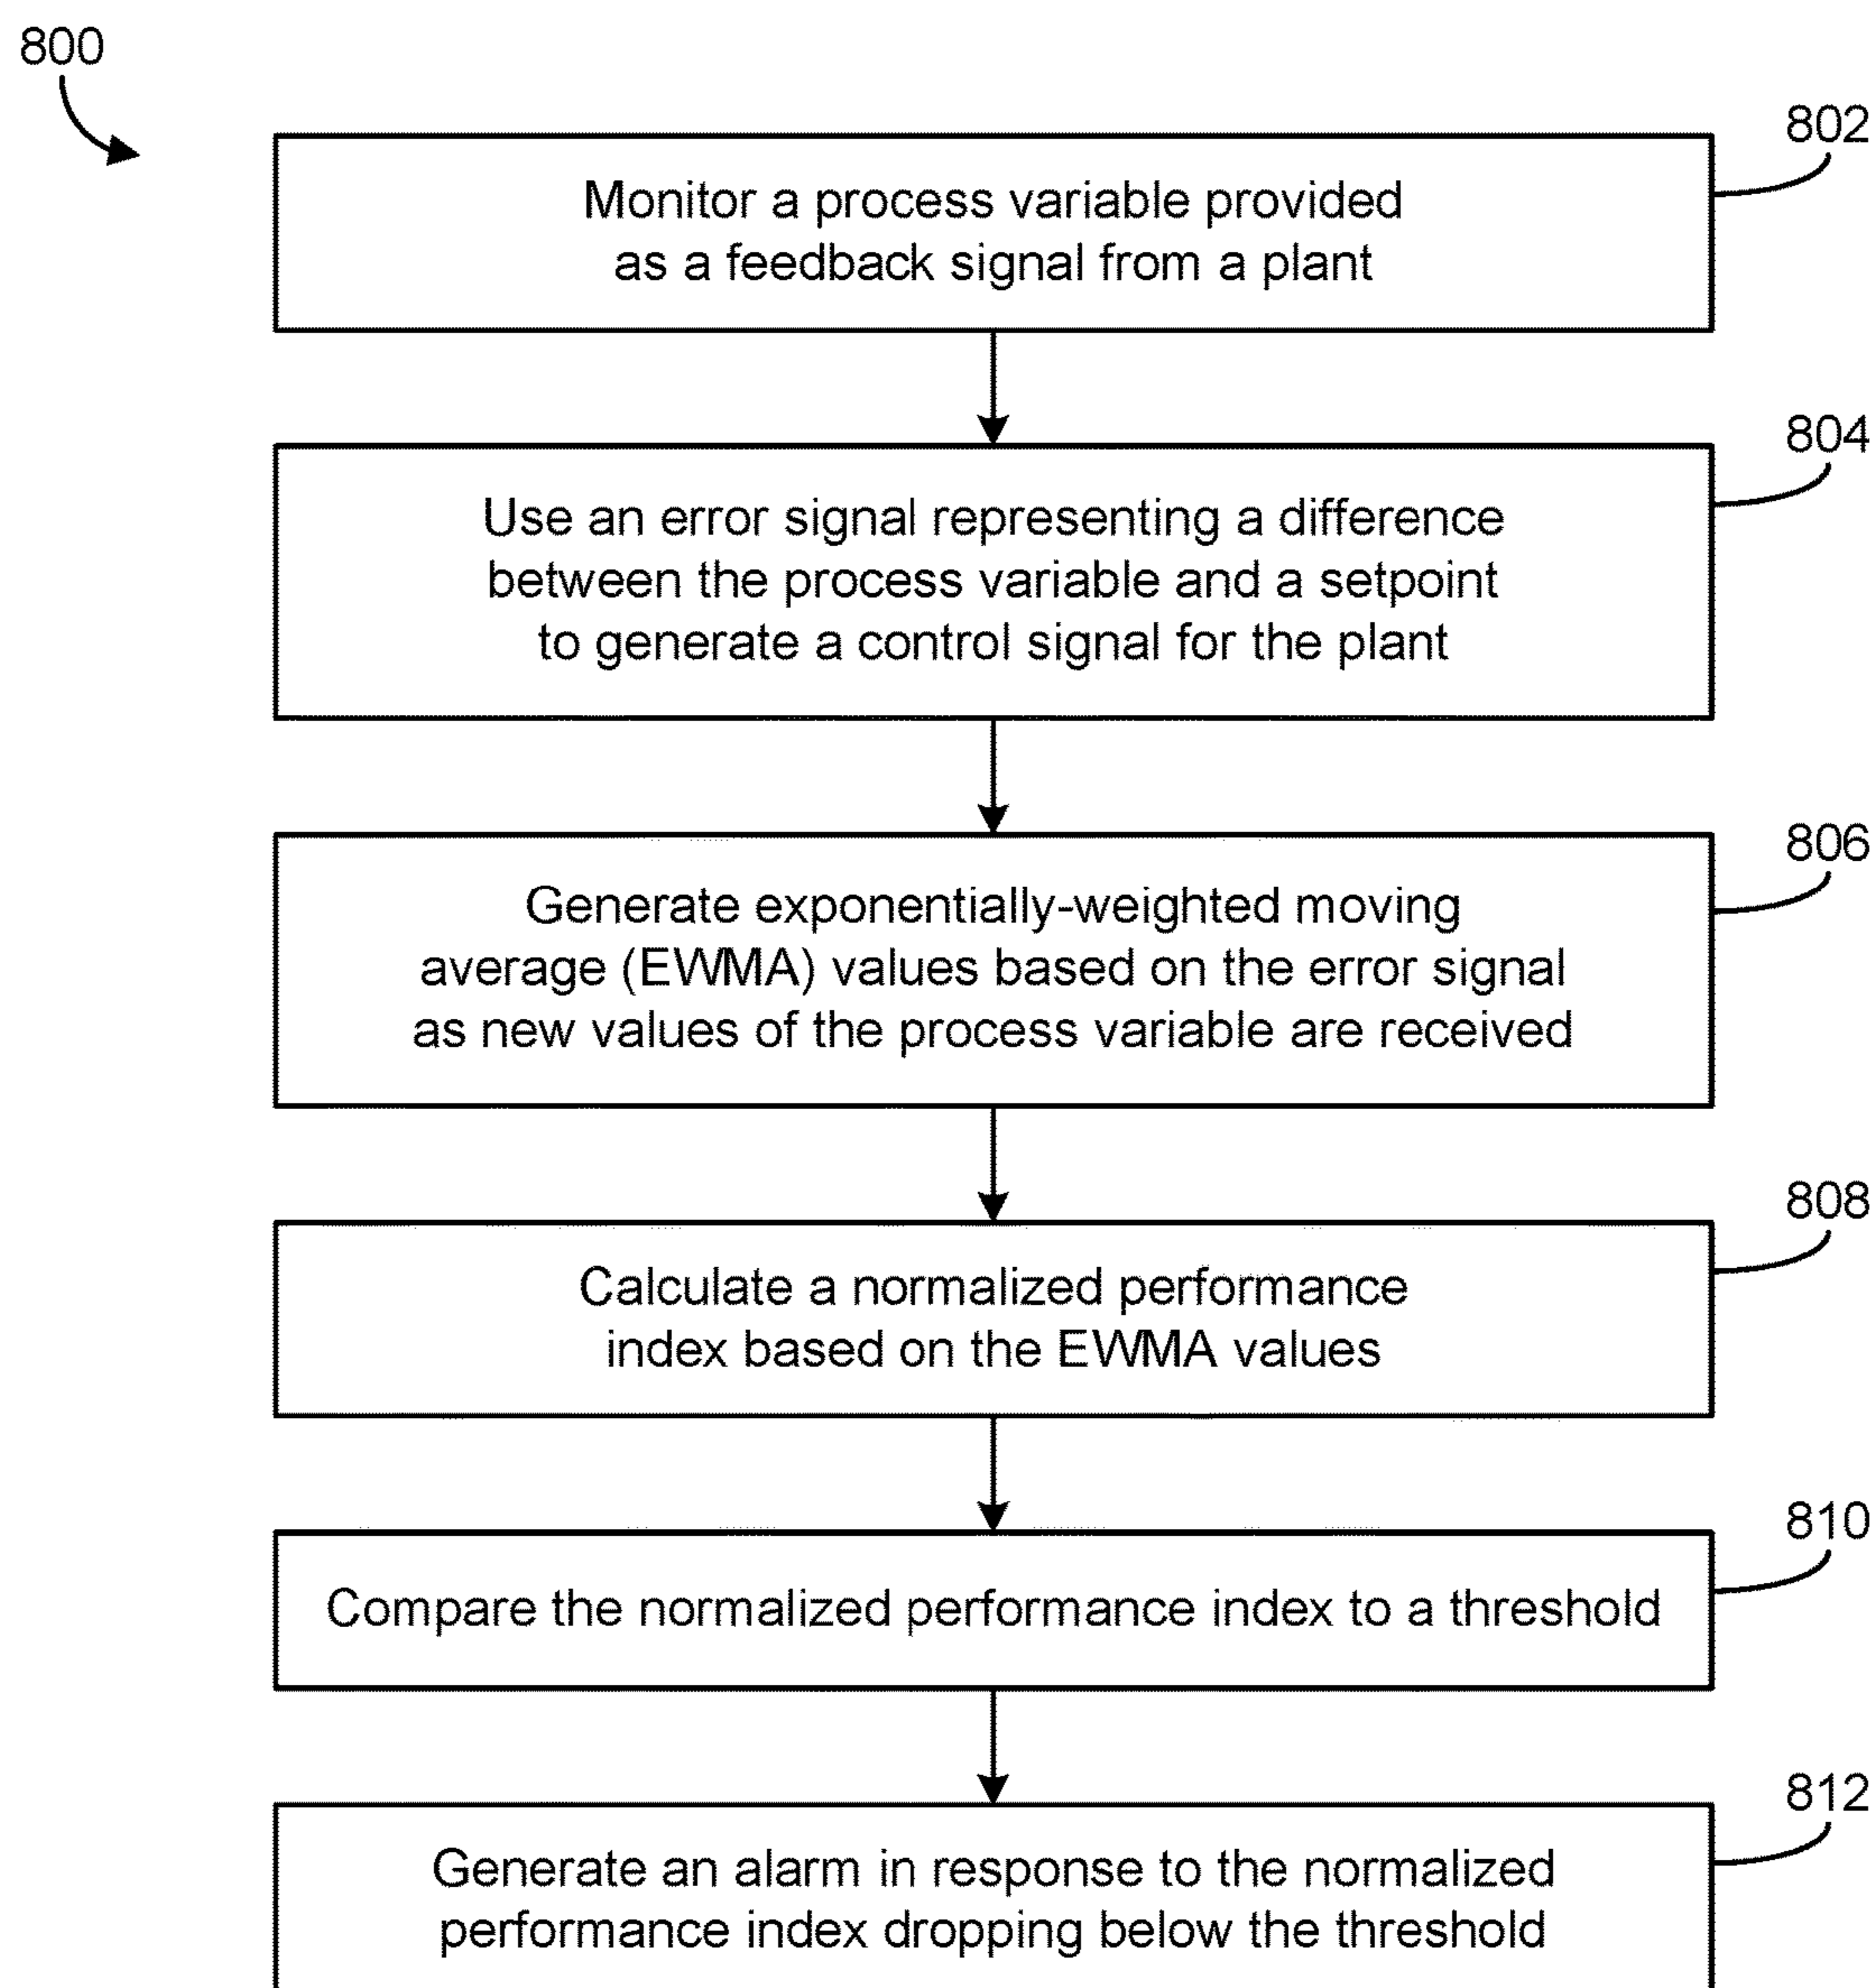 800
802
Monitor a process variable provided
as a feedback signal from a plant
804
Use an error signal representing a difference
between the process variable and a setpoint
to generate a control signal for the plant
806
Generate exponentially-weighted moving
average (EWMA) values based on the error signal
as new values of the process variable are received
808
Calculate a normalized performance
index based on the EWMA values
810
Compare the normalized performance index to a threshold
812
Generate an alarm in response to the normalized
performance index dropping below the threshold